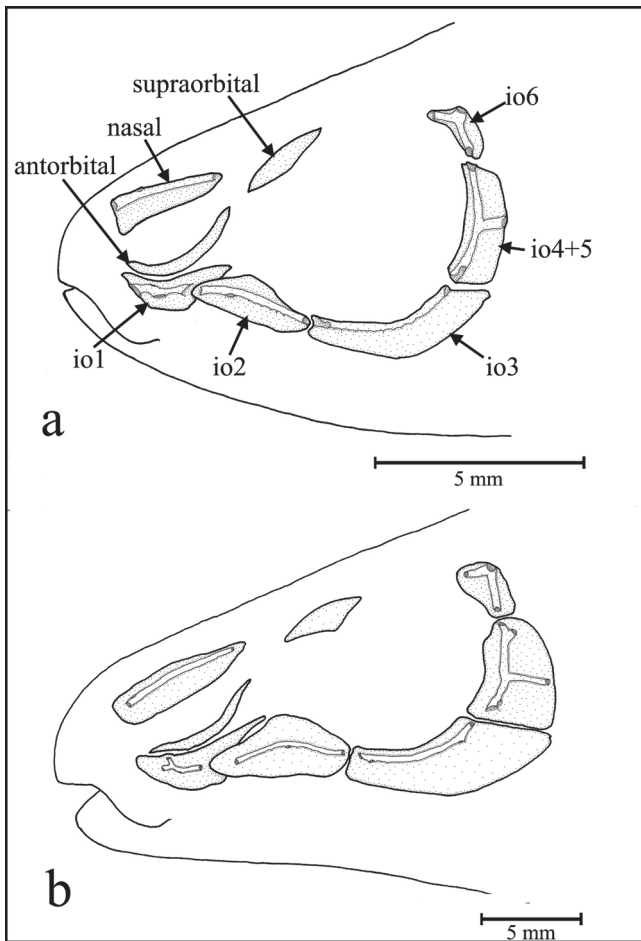 supraorbital
io6
nasal
antorbital
io4+5
io1
io2
io3
a
5 mm
b
5 mm